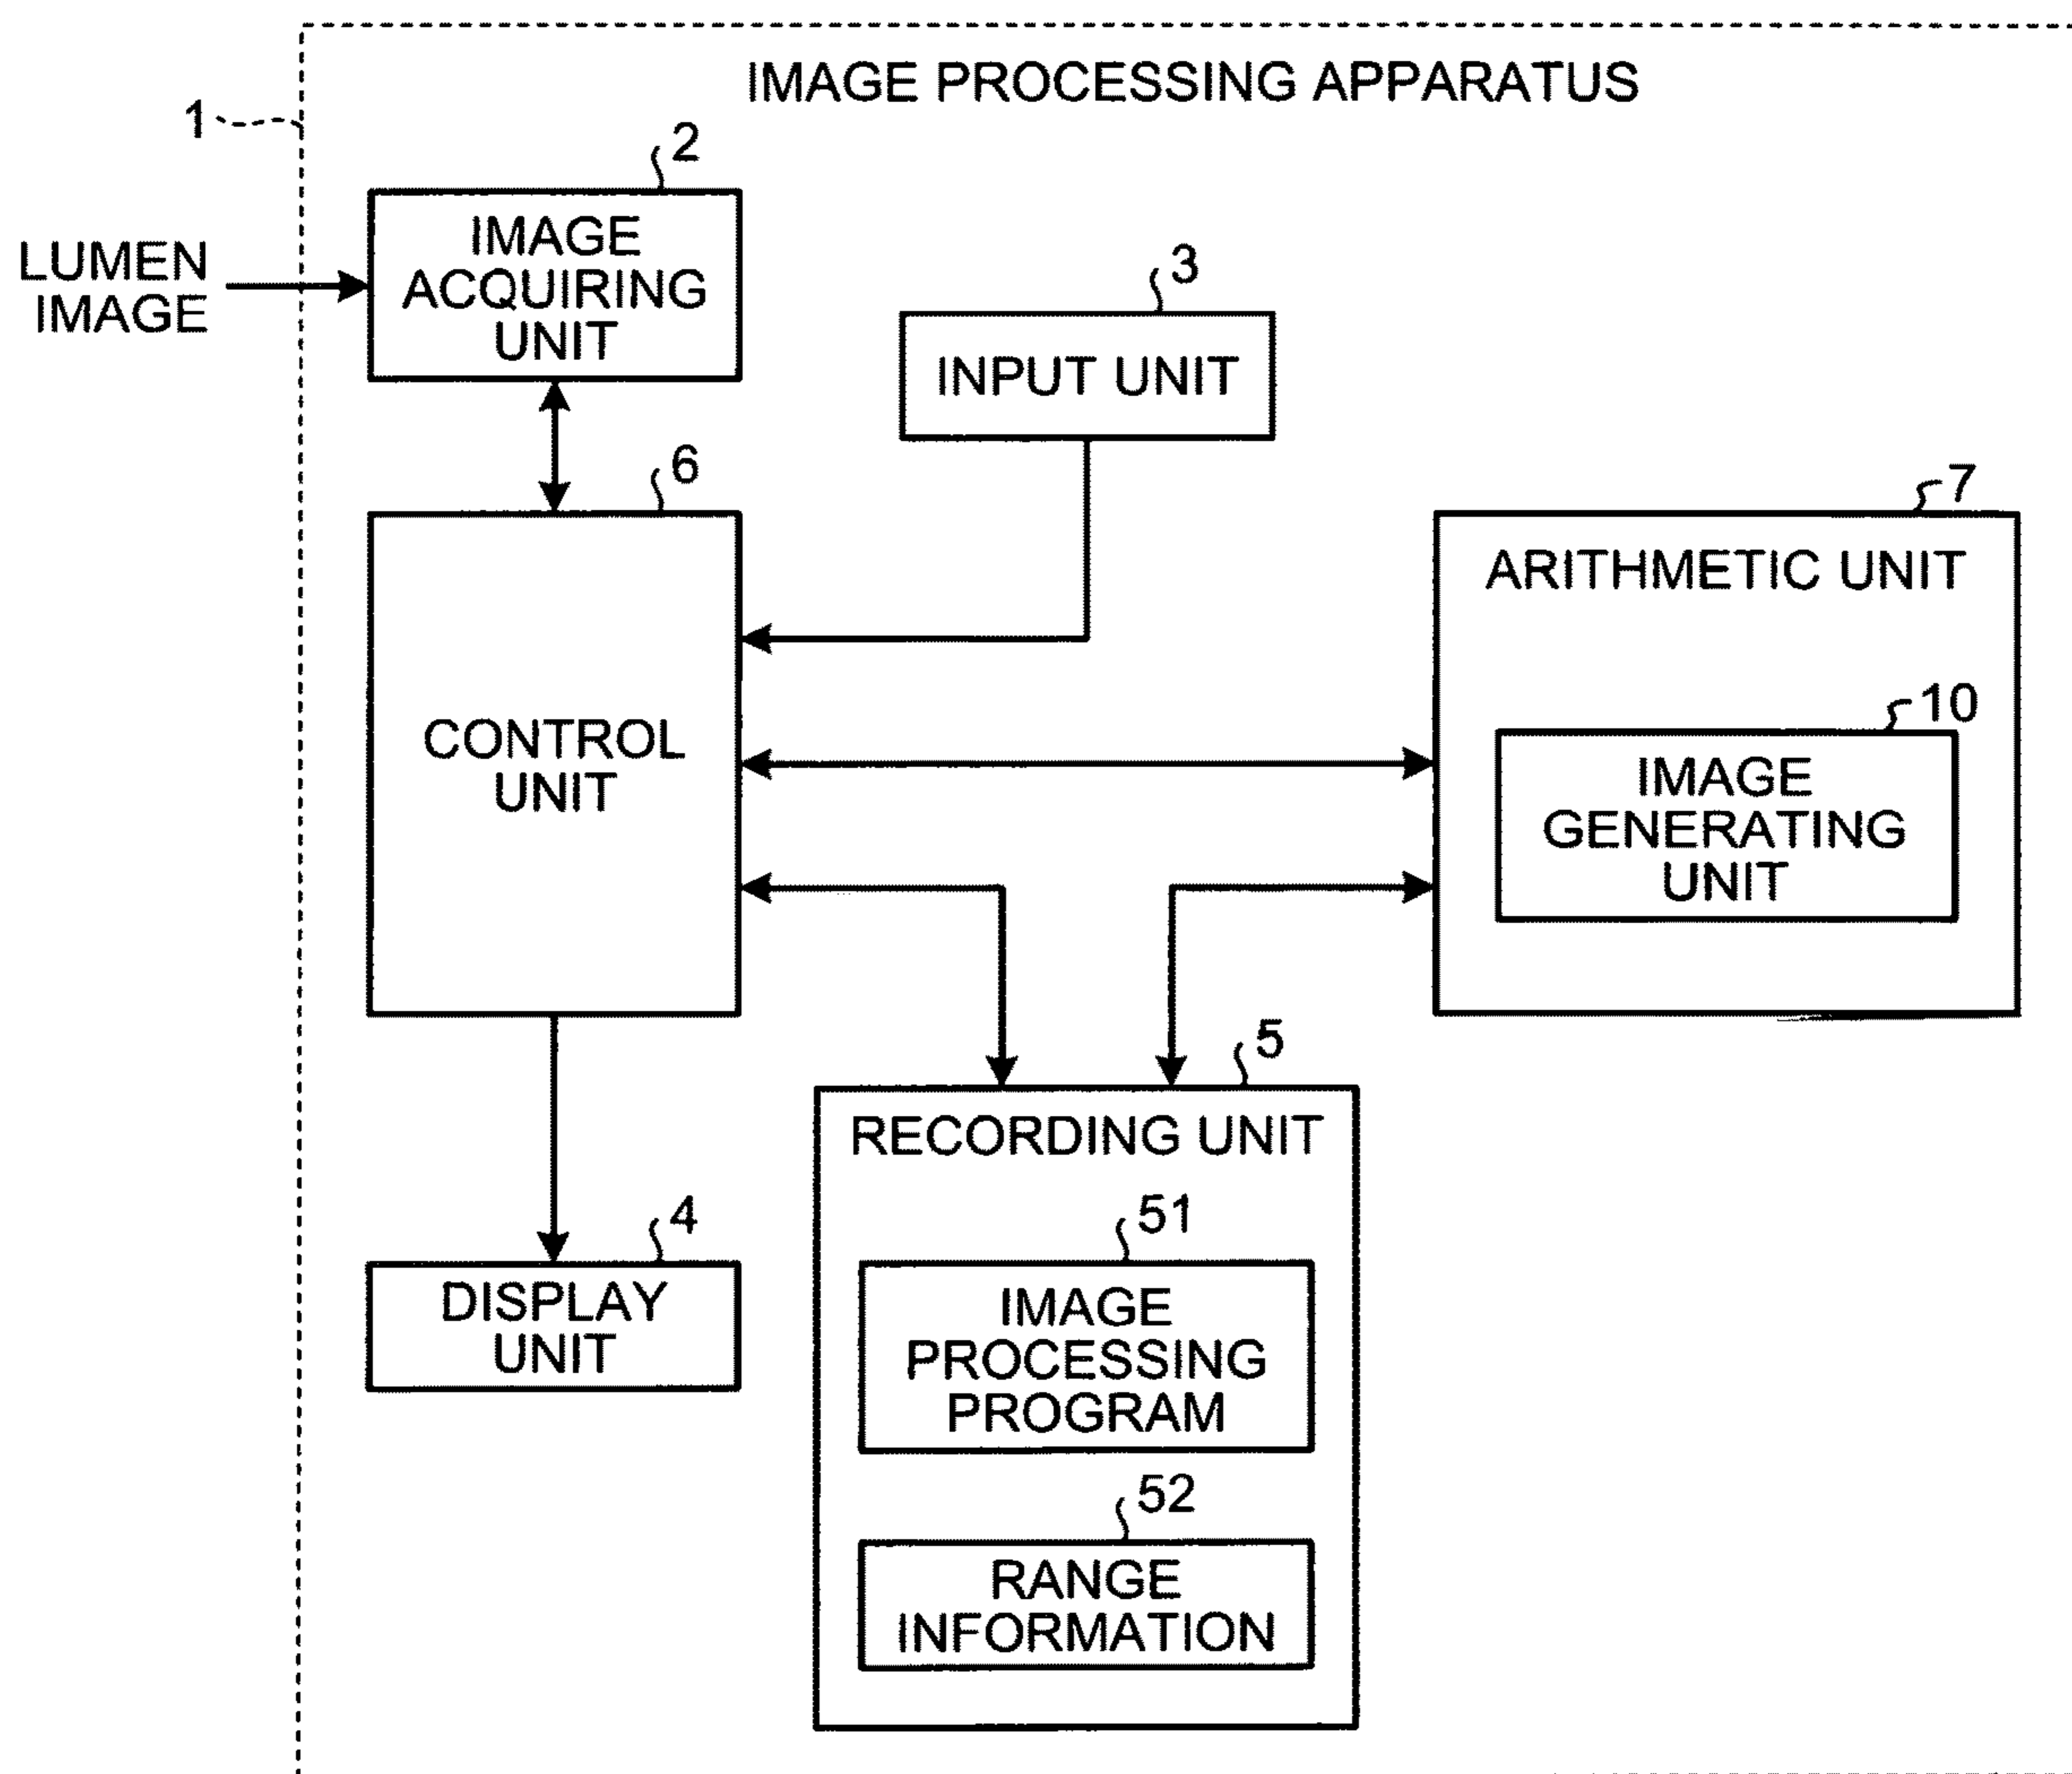 IMAGE PROCESSING APPARATUS
1
2
IMAGE
ACQUIRING
UNIT
LUMEN
IMAGE
3
INPUT UNIT
6
CONTROL
UNIT
7
ARITHMETIC UNIT
10
IMAGE
GENERATING
UNIT
5
RECORDING UNIT
51
IMAGE
PROCESSING
PROGRAM
52
RANGE
INFORMATION
4
DISPLAY
UNIT